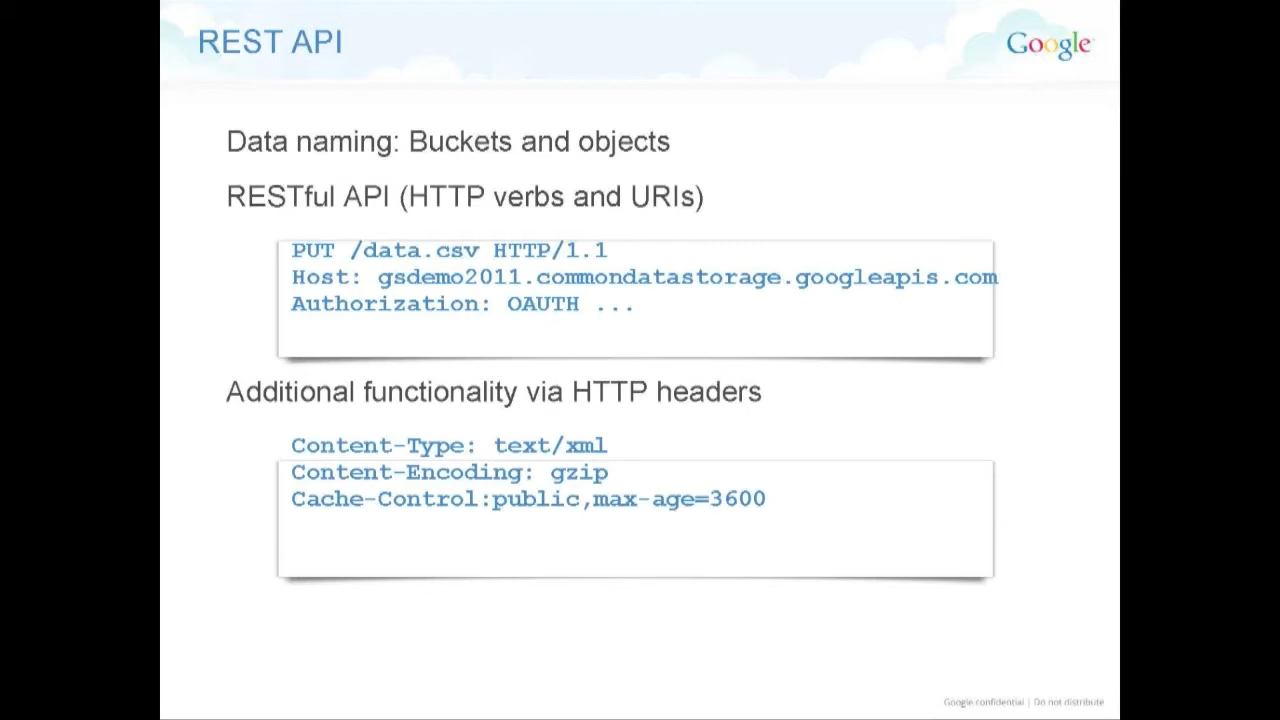 REST API
Google
Data naming: Buckets and objects
RESTful API (HTTP verbs and URIs)
PUT /data.csv HTTP/1.1
Host: gsdemo2011.commondatastorage.googleapis.com
Authorization: OAUTH ...
Additional functionality via HTTP headers
Content-Type: text/xml
Content-Encoding: gzip
Cache-Control:public,max-age=3600
Google confidential | Do not distribute